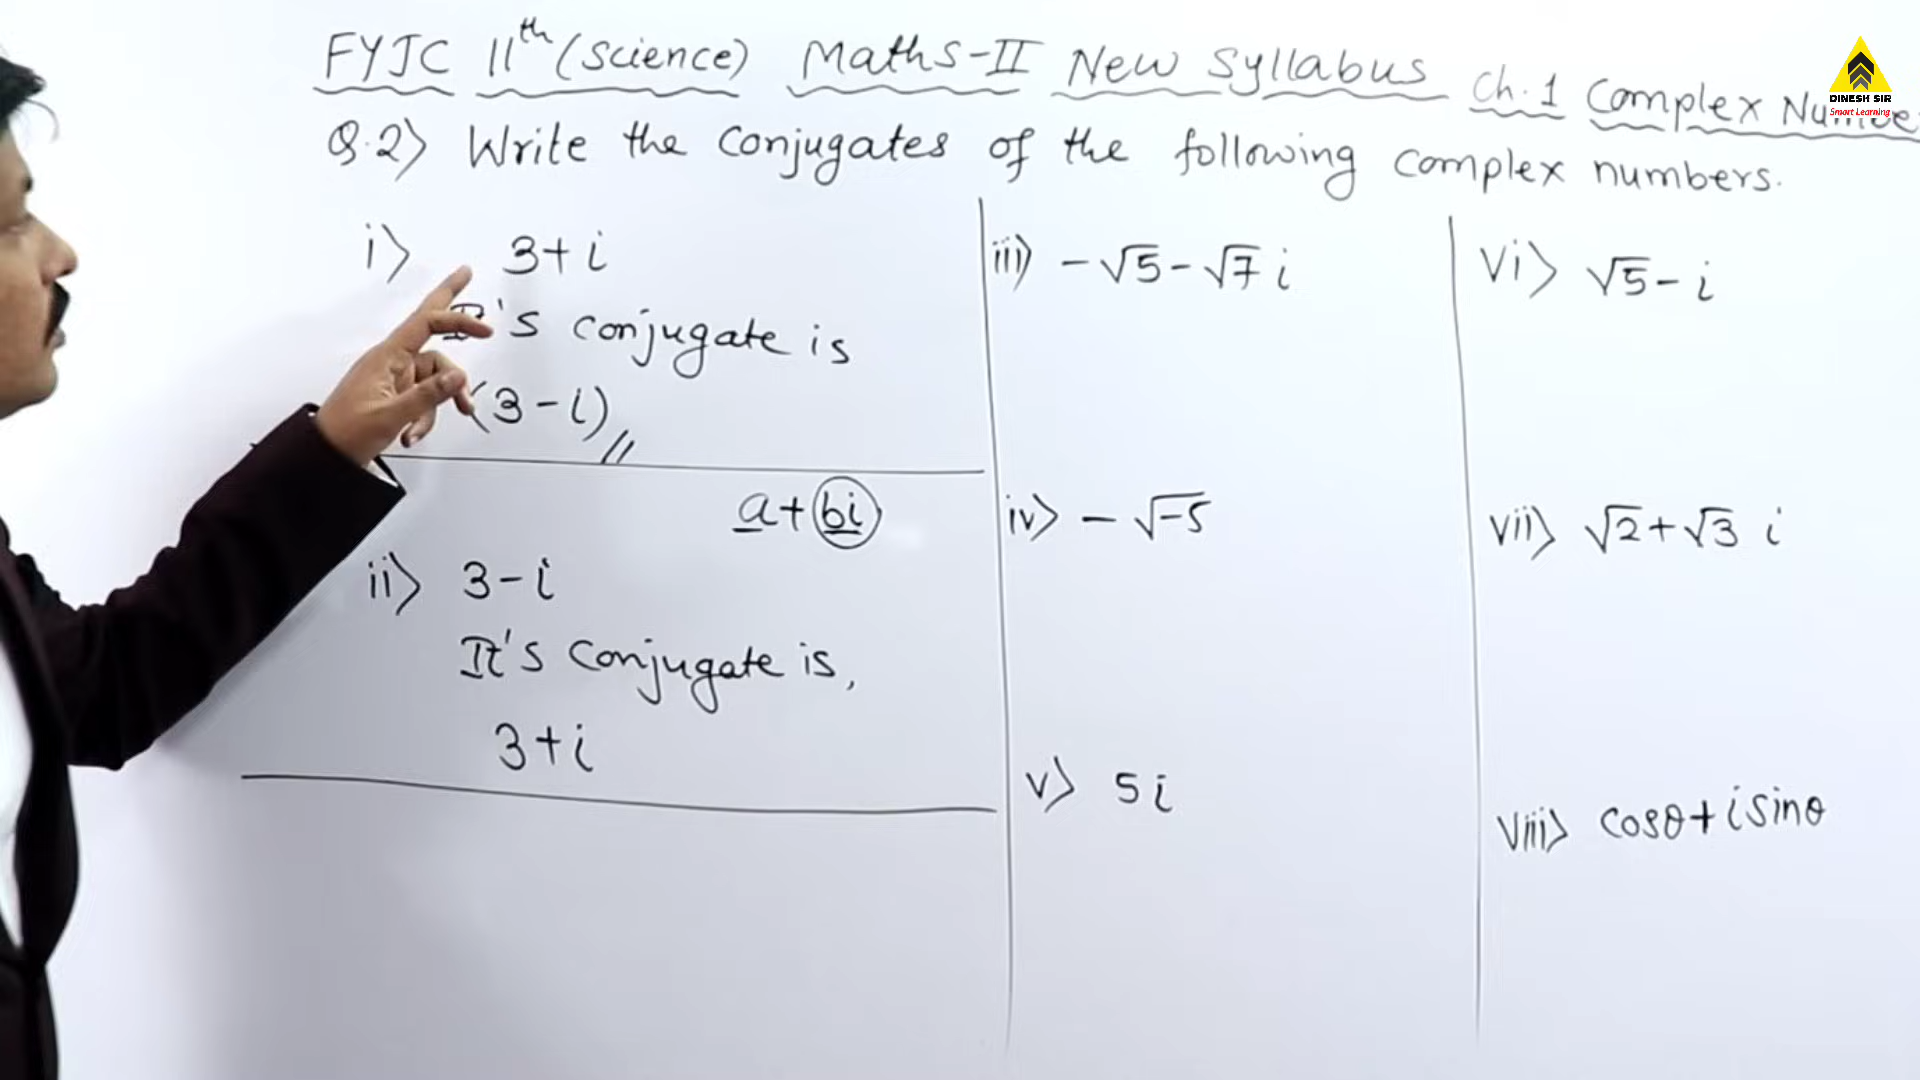 FYJC 11th (Science) Maths-II New Syllabus Ch.1 Complex Number
DINESH SIR
Smart Learning
Q.2) Write the conjugates of the following complex numbers.
i) 3+i
It's conjugate is
(3-i)//
a+bi
ii) 3-i
It's conjugate is,
3+i
iii) -√5-√7 i
iv) -√-5
v) 5i
vi) √5-i
vii) √2+√3 i
viii) cosθ+isinθ